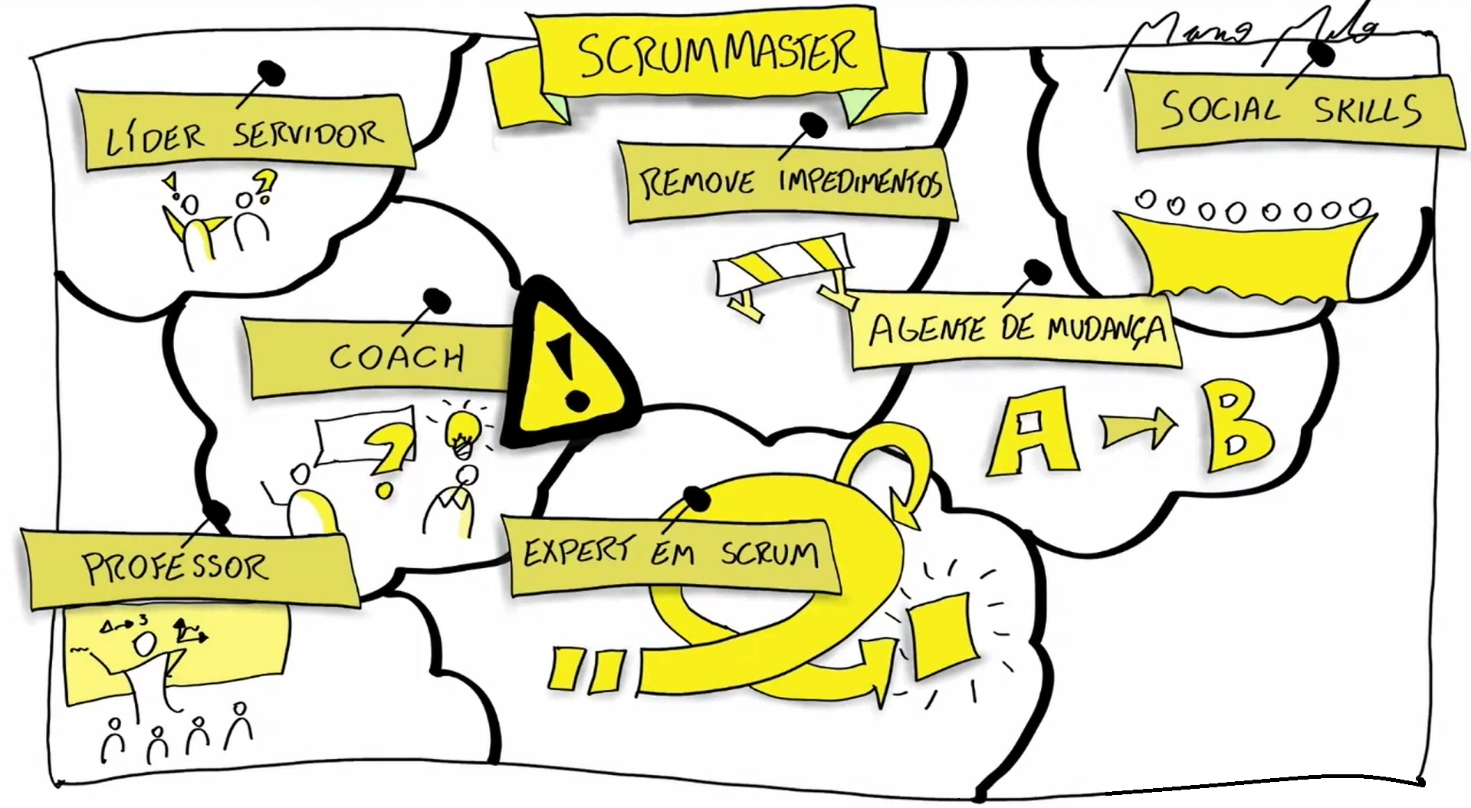 SCRUMMASTER
LÍDER SERVIDOR
! ?
REMOVE IMPEDIMENTOS
SOCIAL SKILLS
COACH
!
?
AGENTE DE MUDANÇA
A → B
PROFESSOR
EXPERT EM SCRUM